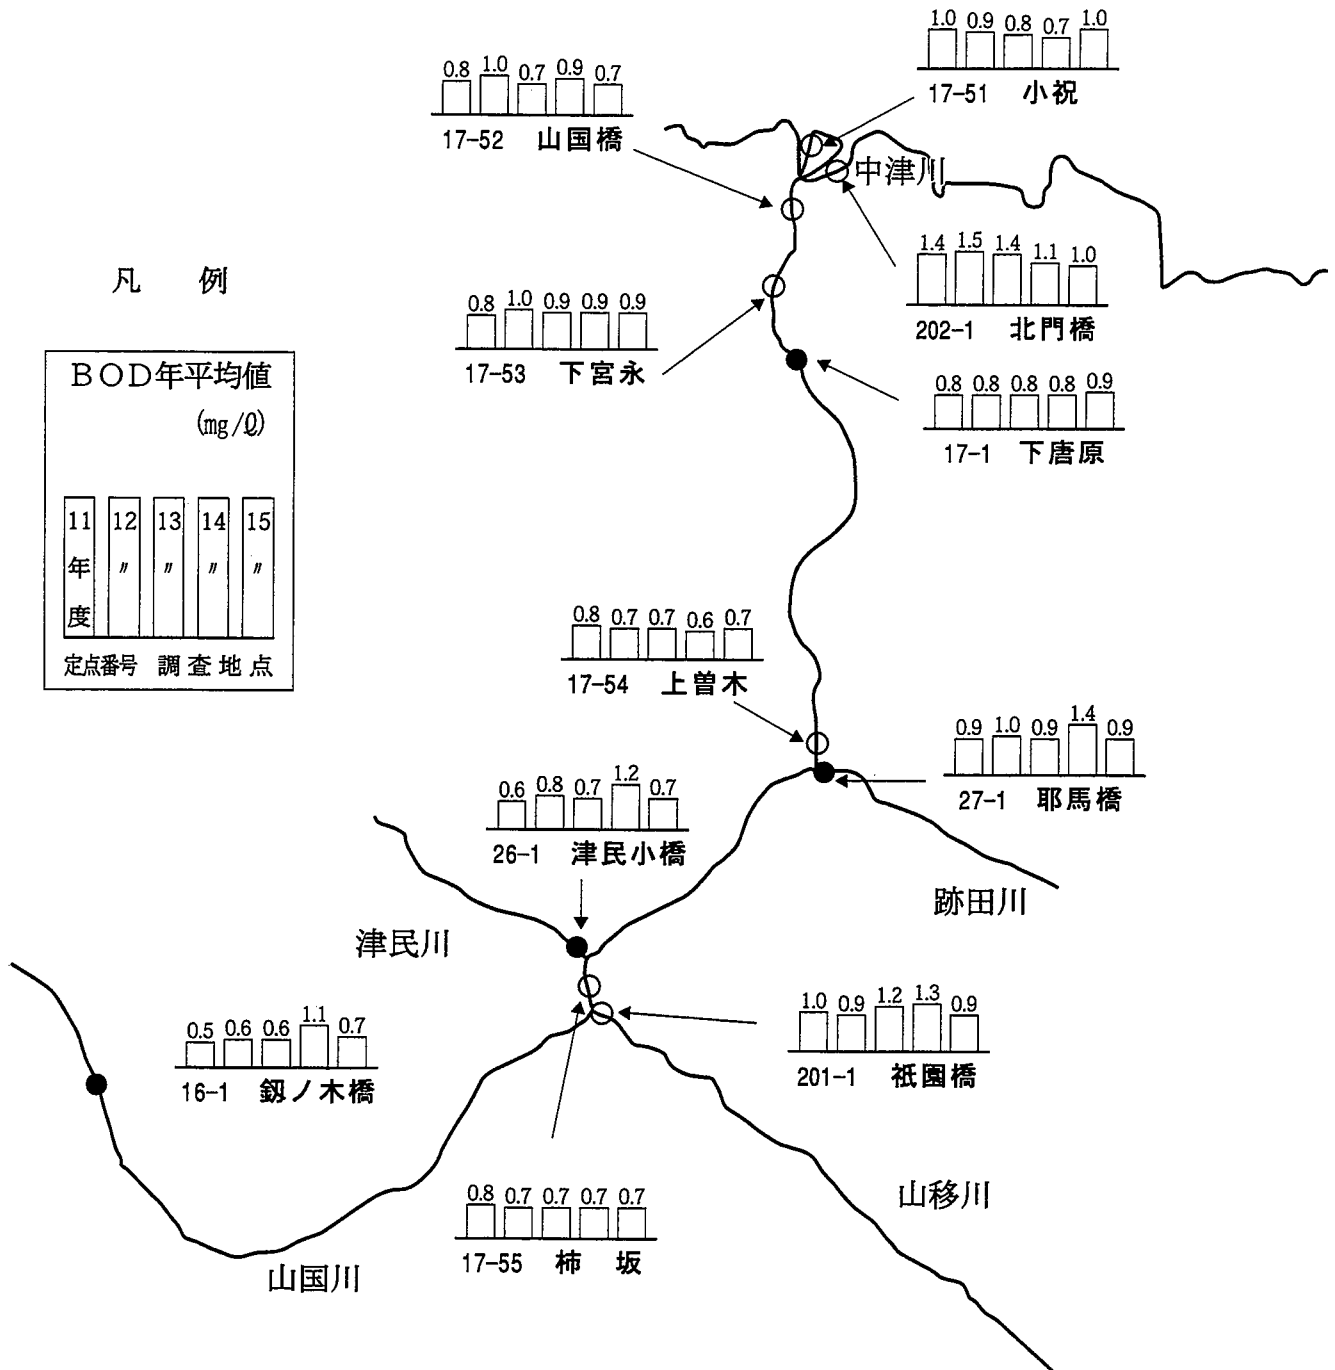 1.0 0.9 0.8 0.7 1.0
17-51 小祝
0.8 1.0 0.7 0.9 0.7
17-52 山国橋
中津川
1.4 1.5 1.4 1.1 1.0
202-1 北門橋
凡 例
BOD年平均値
(mg/ℓ)
11年度 12〃 13〃 14〃 15〃
定点番号 調査地点
0.8 1.0 0.9 0.9 0.9
17-53 下宮永
0.8 0.8 0.8 0.8 0.9
17-1 下唐原
0.8 0.7 0.7 0.6 0.7
17-54 上曽木
0.9 1.0 0.9 1.4 0.9
27-1 耶馬橋
0.6 0.8 0.7 1.2 0.7
26-1 津民小橋
跡田川
津民川
1.0 0.9 1.2 1.3 0.9
201-1 祇園橋
0.5 0.6 0.6 1.1 0.7
16-1 釼ノ木橋
山移川
0.8 0.7 0.7 0.7 0.7
17-55 柿 坂
山国川